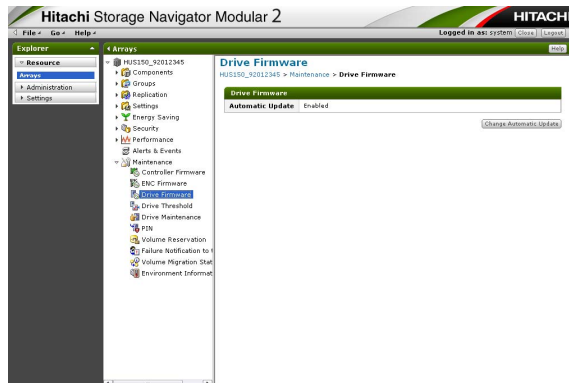 Hitachi Storage Navigator Modular 2
HITACHI
File Go Help
Logged in as: system Close Logout
Explorer
Arrays
Help
Resource
Arrays
Administration
Settings
HUS150_92012345
Components
Groups
Replication
Settings
Energy Saving
Security
Performance
Alerts & Events
Maintenance
Controller Firmware
ENC Firmware
Drive Firmware
Drive Threshold
Drive Maintenance
PIN
Volume Reservation
Failure Notification to
Volume Migration Stat
Environment Informat
Drive Firmware
HUS150_92012345 > Maintenance > Drive Firmware
Drive Firmware
Automatic Update Enabled
Change Automatic Update